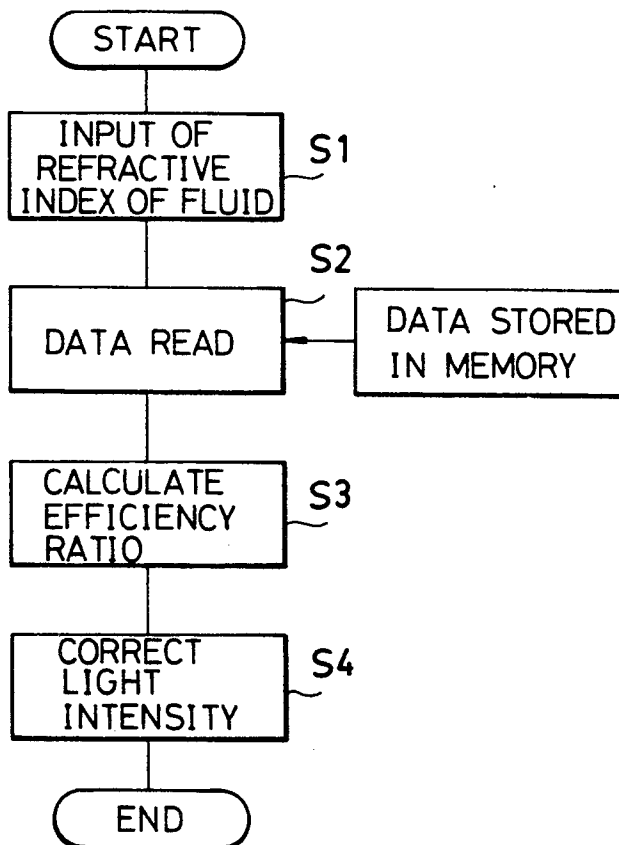 START
INPUT OF
REFRACTIVE
INDEX OF FLUID
S1
S2
DATA READ
DATA STORED
IN MEMORY
CALCULATE
EFFICIENCY
RATIO
S3
CORRECT
LIGHT
INTENSITY
S4
END